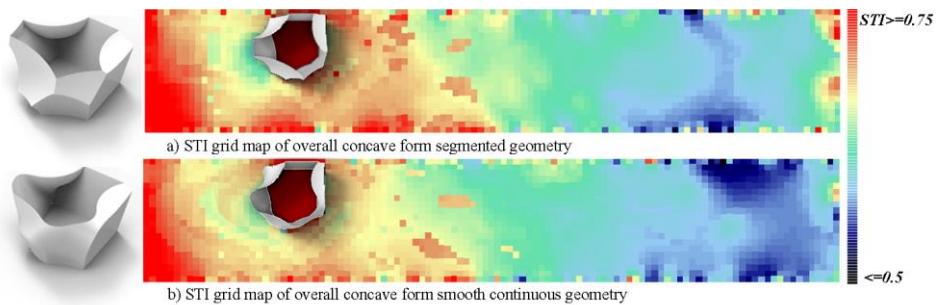 STI>=0.75
a) STI grid map of overall concave form segmented geometry
b) STI grid map of overall concave form smooth continuous geometry
<=0.5